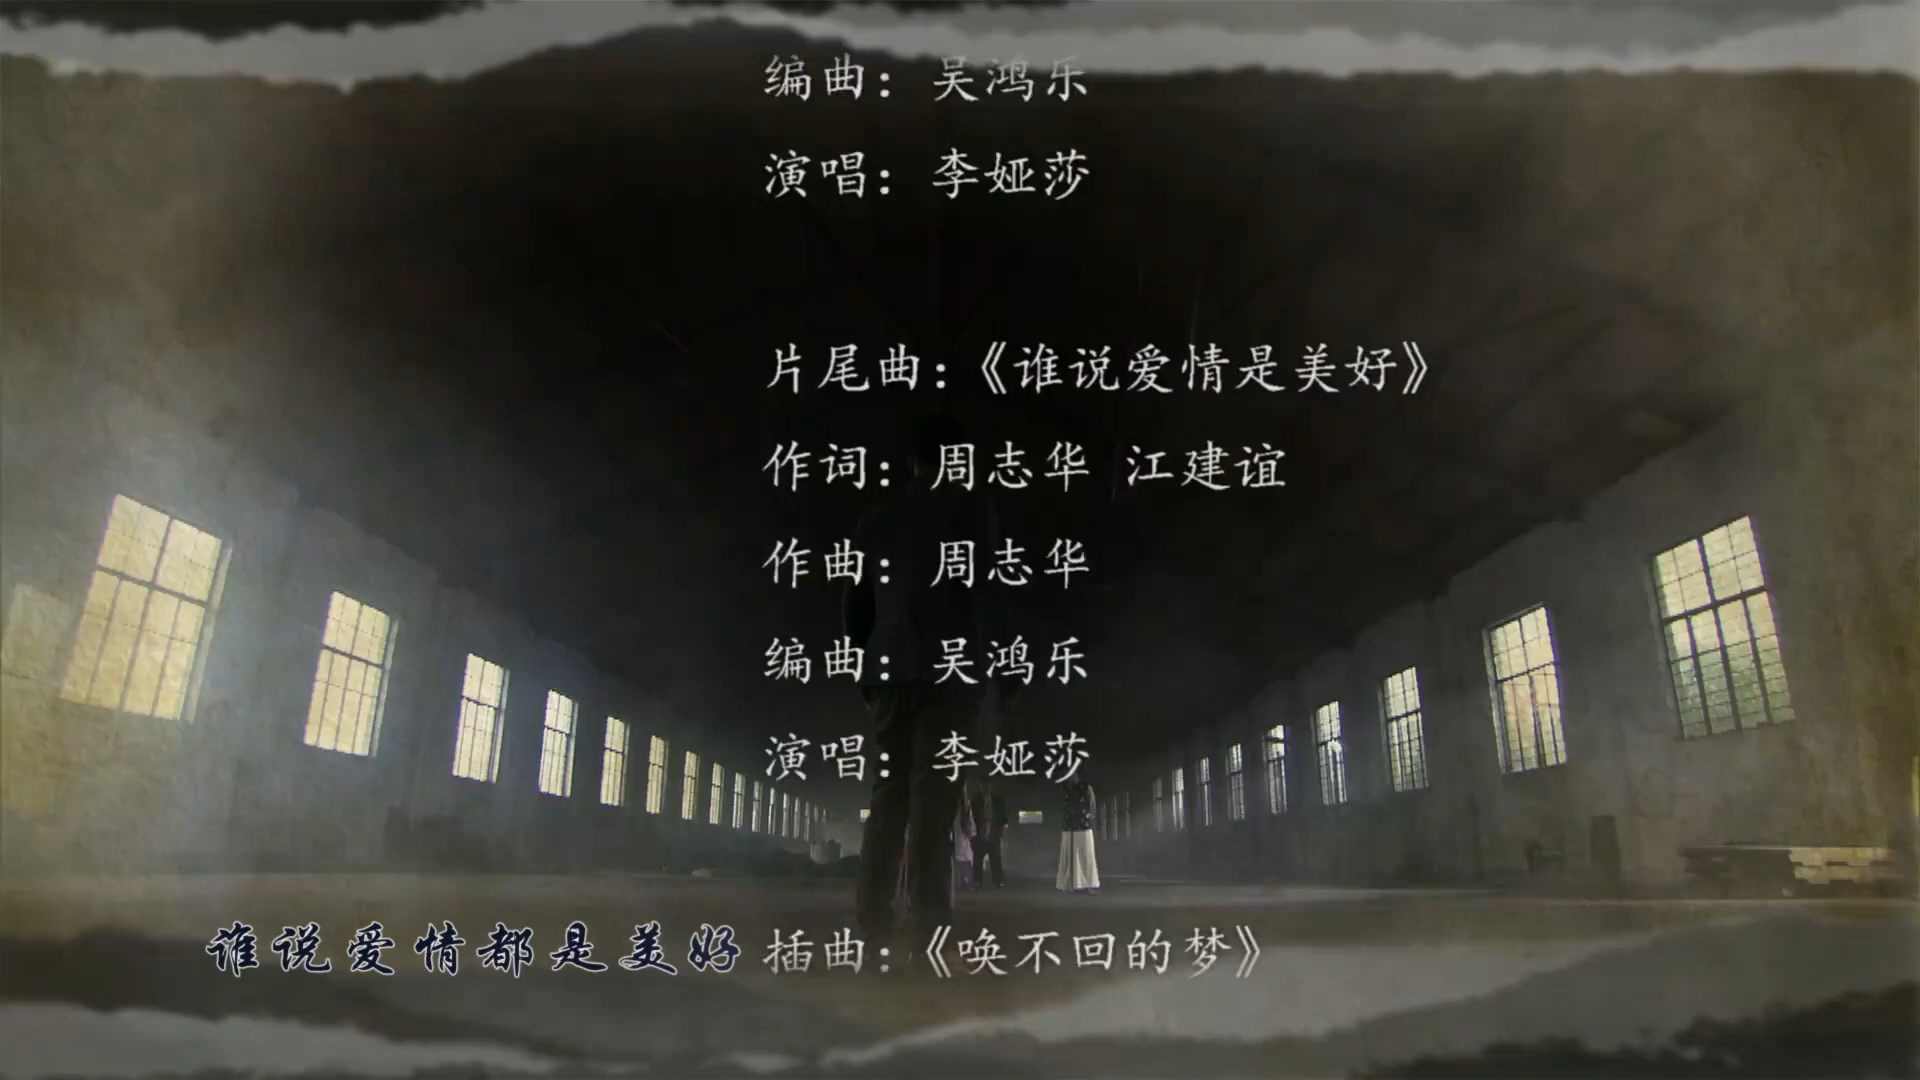 编曲：吴鸿乐
演唱：李娅莎
片尾曲：《谁说爱情是美好》
作词：周志华 江建谊
作曲：周志华
编曲：吴鸿乐
演唱：李娅莎
谁说爱情都是美好
插曲：《唤不回的梦》